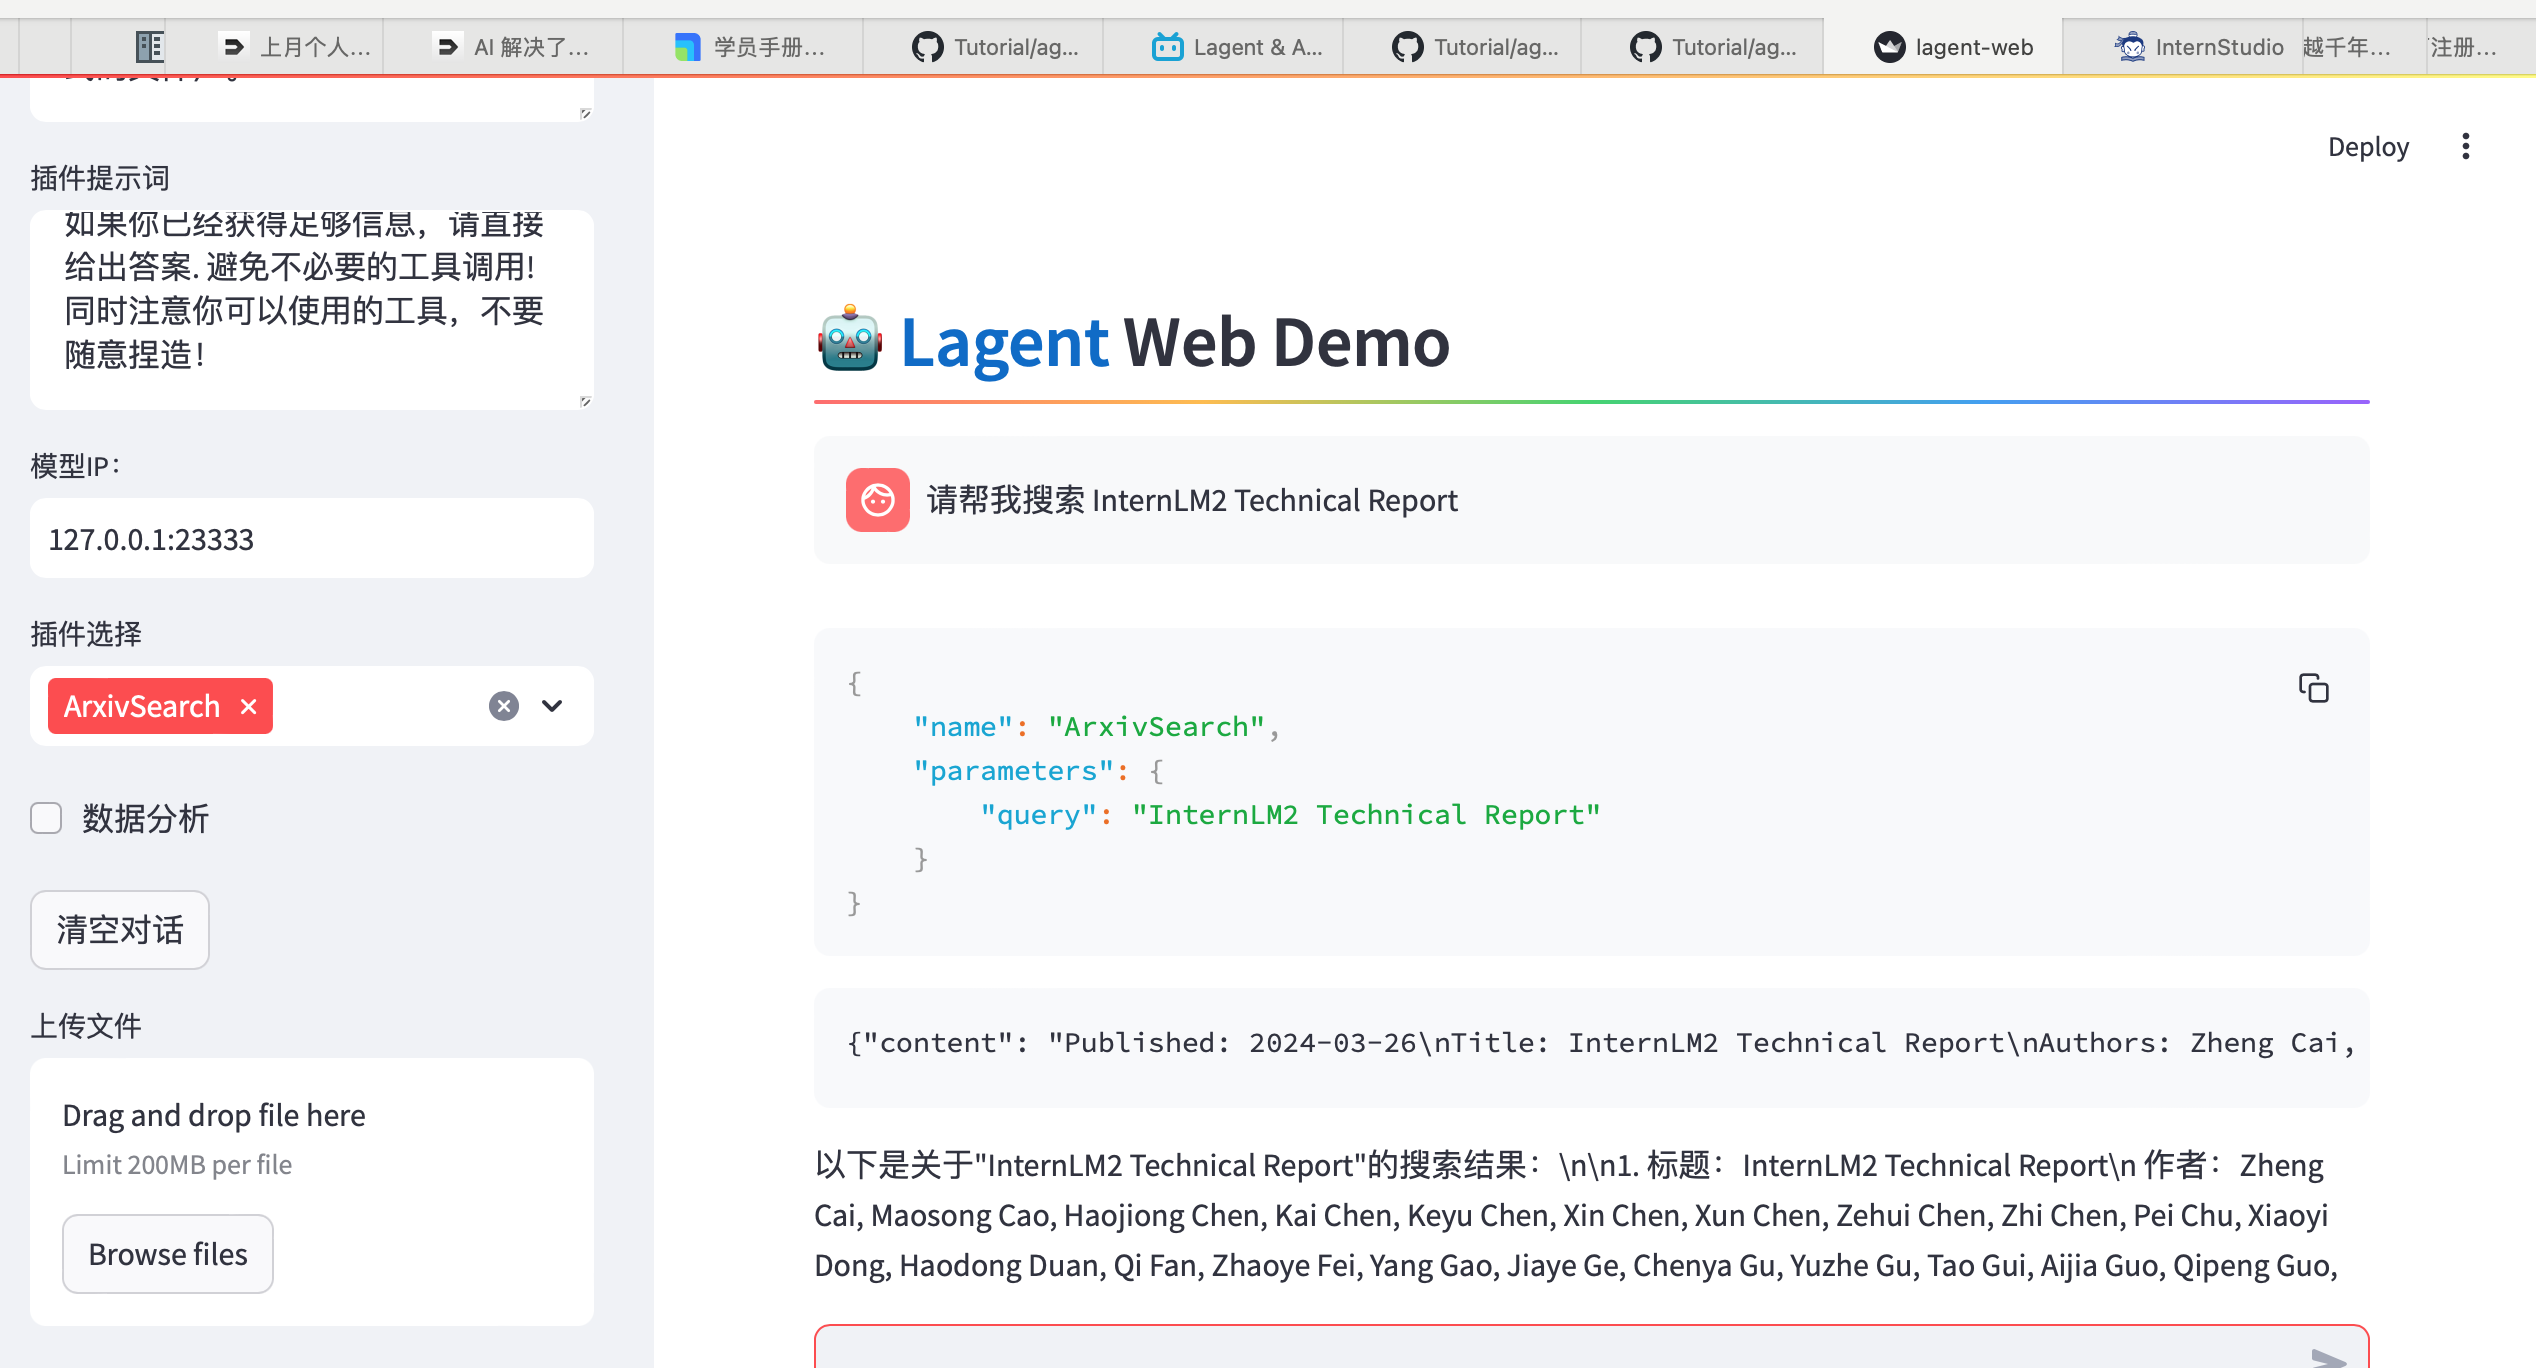 上月个人…
AI 解决了…
学员手册…
Tutorial/ag...
Lagent & A...
Tutorial/ag...
Tutorial/ag...
lagent-web
InternStudio
越千年…
注册…
插件提示词
如果你已经获得足够信息，请直接
给出答案. 避免不必要的工具调用!
同时注意你可以使用的工具，不要
随意捏造！
模型IP：
127.0.0.1:23333
插件选择
ArxivSearch
数据分析
清空对话
上传文件
Drag and drop file here
Limit 200MB per file
Browse files
Deploy
Lagent Web Demo
请帮我搜索 InternLM2 Technical Report
{
"name": "ArxivSearch",
"parameters": {
"query": "InternLM2 Technical Report"
}
}
{"content": "Published: 2024-03-26\nTitle: InternLM2 Technical Report\nAuthors: Zheng Cai,
以下是关于"InternLM2 Technical Report"的搜索结果：\n\n1. 标题：InternLM2 Technical Report\n 作者：Zheng
Cai, Maosong Cao, Haojiong Chen, Kai Chen, Keyu Chen, Xin Chen, Xun Chen, Zehui Chen, Zhi Chen, Pei Chu, Xiaoyi
Dong, Haodong Duan, Qi Fan, Zhaoye Fei, Yang Gao, Jiaye Ge, Chenya Gu, Yuzhe Gu, Tao Gui, Aijia Guo, Qipeng Guo,